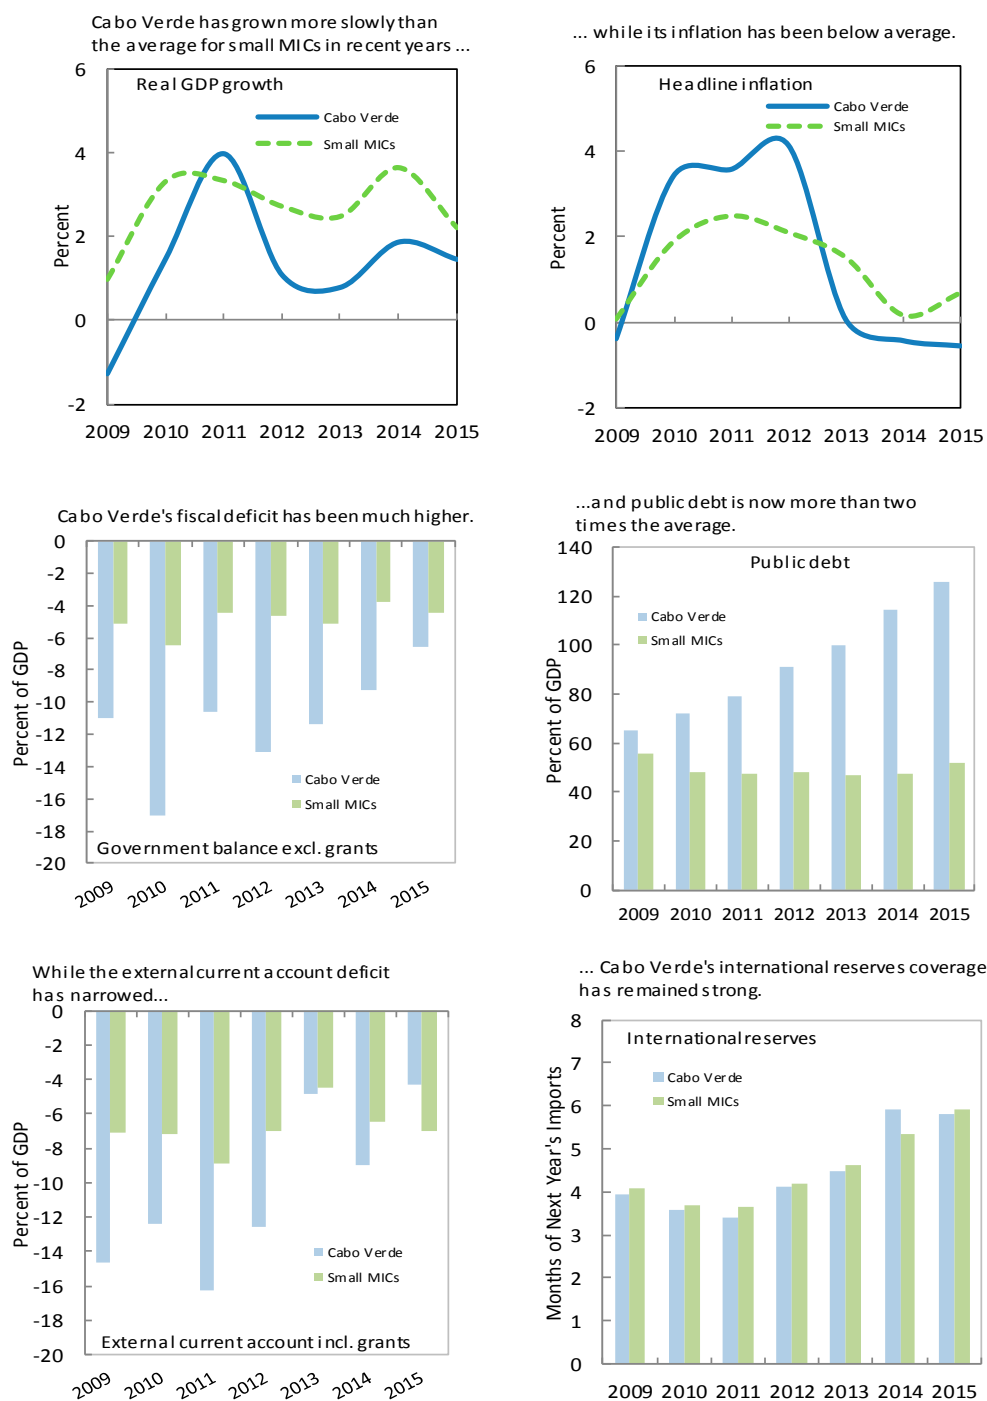 Cabo Verde has grown more slowly than
the average for small MICs in recent years ...
Real GDP growth
Cabo Verde
Small MICs
Percent
6
4
2
0
-2
2009 2010 2011 2012 2013 2014 2015
... while its inflation has been below average.
Headline inflation
Cabo Verde
Small MICs
Percent
6
4
2
0
-2
2009 2010 2011 2012 2013 2014 2015
Cabo Verde's fiscal deficit has been much higher.
0
-2
-4
-6
-8
-10
-12
-14
-16
-18
-20
Percent of GDP
Cabo Verde
Small MICs
Government balance excl. grants
2009 2010 2011 2012 2013 2014 2015
...and public debt is now more than two
times the average.
Public debt
140
120
100
80
60
40
20
0
Percent of GDP
Cabo Verde
Small MICs
2009 2010 2011 2012 2013 2014 2015
While the external current account deficit
has narrowed...
0
-2
-4
-6
-8
-10
-12
-14
-16
-18
-20
Percent of GDP
Cabo Verde
Small MICs
External current account incl. grants
2009 2010 2011 2012 2013 2014 2015
... Cabo Verde's international reserves coverage
has remained strong.
International reserves
8
7
6
5
4
3
2
1
0
Months of Next Year's Imports
Cabo Verde
Small MICs
2009 2010 2011 2012 2013 2014 2015